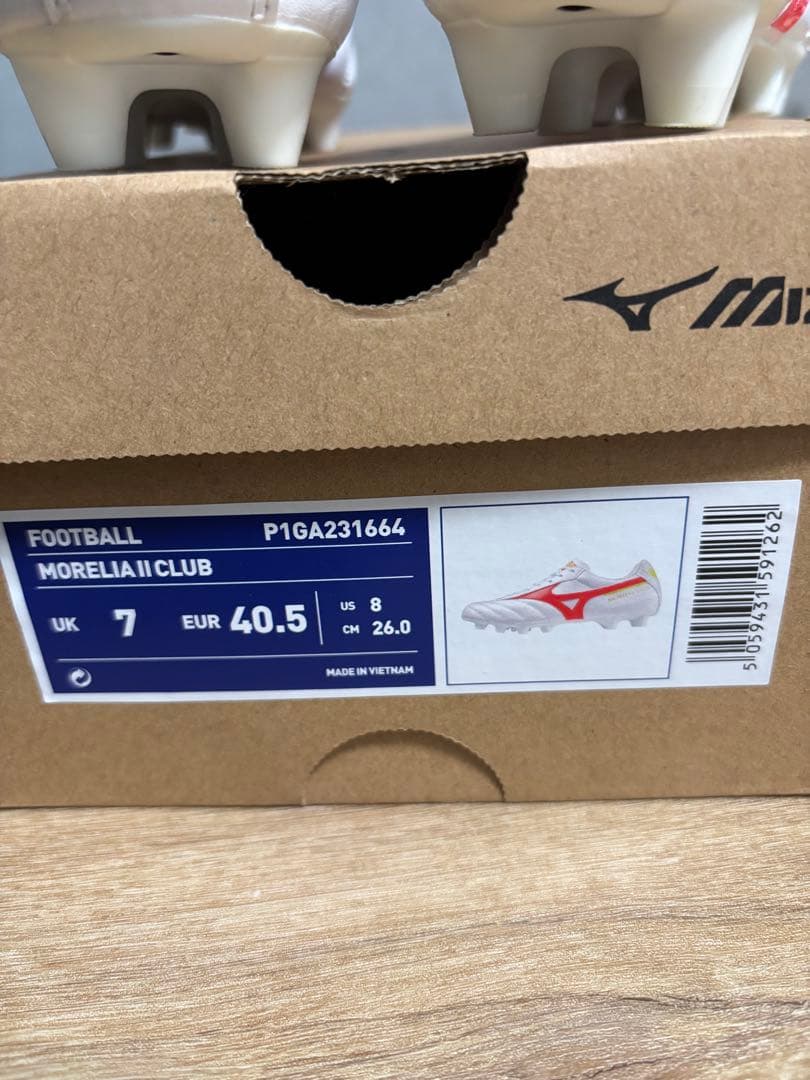 MIZ
FOOTBALL P1GA231664
MORELIA II CLUB
UK 7 EUR 40.5 US 8
CM 26.0
MADE IN VIETNAM
5 059431 591262